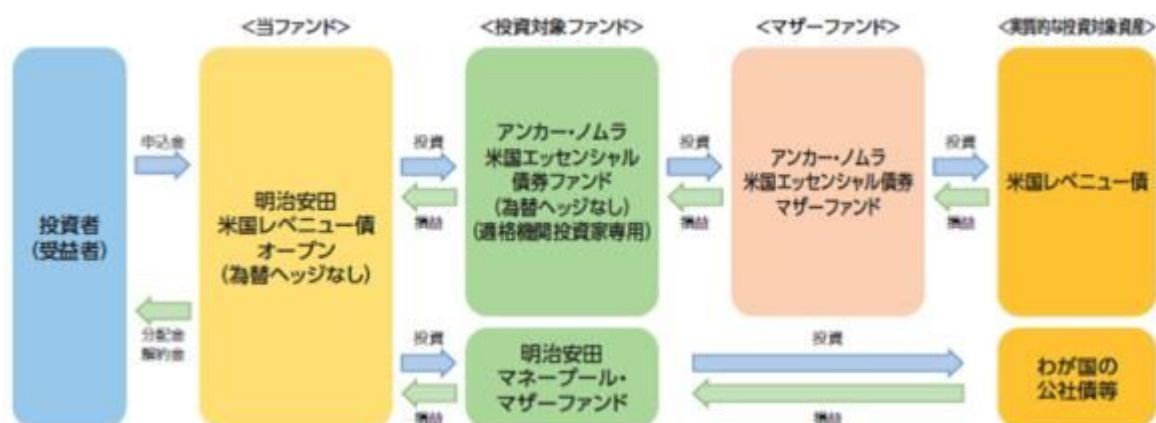 <当ファンド>
<投資対象ファンド>
<マザーファンド>
<実質的な投資対象資産>
投資者
(受益者)
申込金
分配金
解約金
明治安田
米国レベニュー債
オープン
(為替ヘッジなし)
投資
損益
アンカー・ノムラ
米国エッセンシャル
債券ファンド
(為替ヘッジなし)
(適格機関投資家専用)
投資
損益
アンカー・ノムラ
米国エッセンシャル債券
マザーファンド
投資
損益
米国レベニュー債
投資
損益
明治安田
マネープール・
マザーファンド
投資
損益
わが国の
公社債等